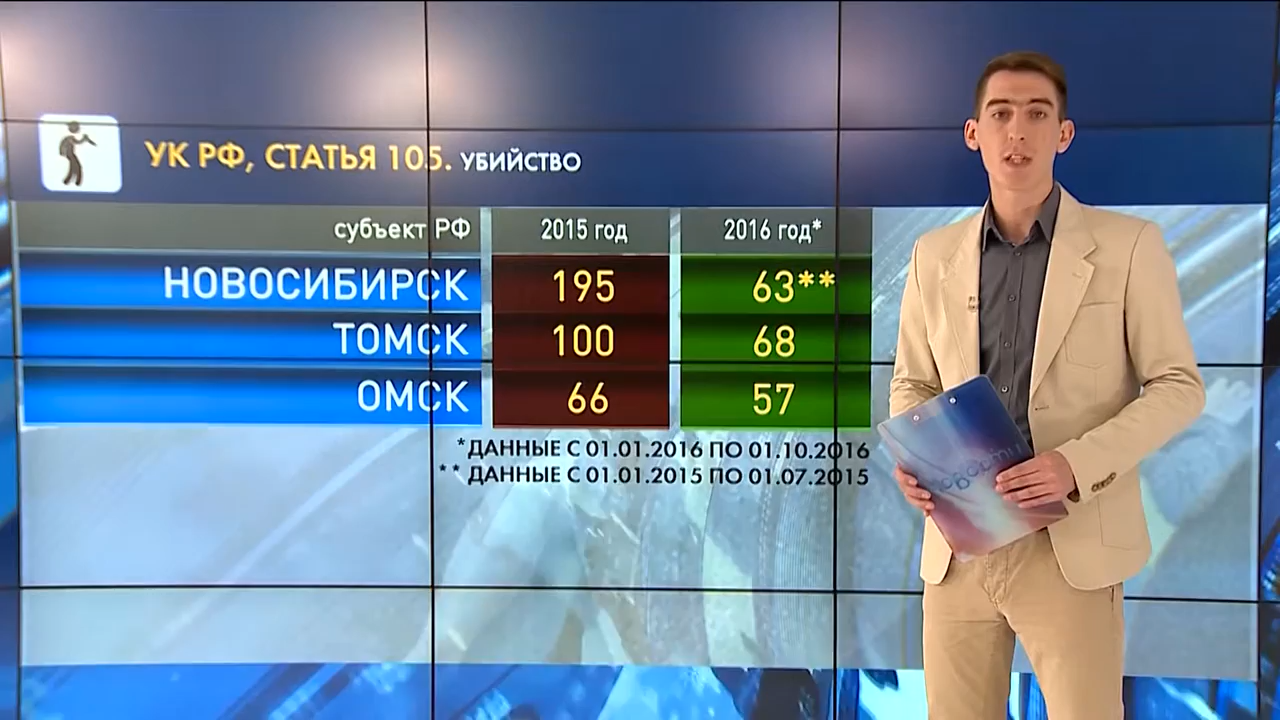 УК РФ, СТАТЬЯ 105. УБИЙСТВО
субъект РФ 2015 год 2016 год*
НОВОСИБИРСК 195 63**
ТОМСК 100 68
ОМСК 66 57
*ДАННЫЕ С 01.01.2016 ПО 01.10.2016
** ДАННЫЕ С 01.01.2015 ПО 01.07.2015
новости